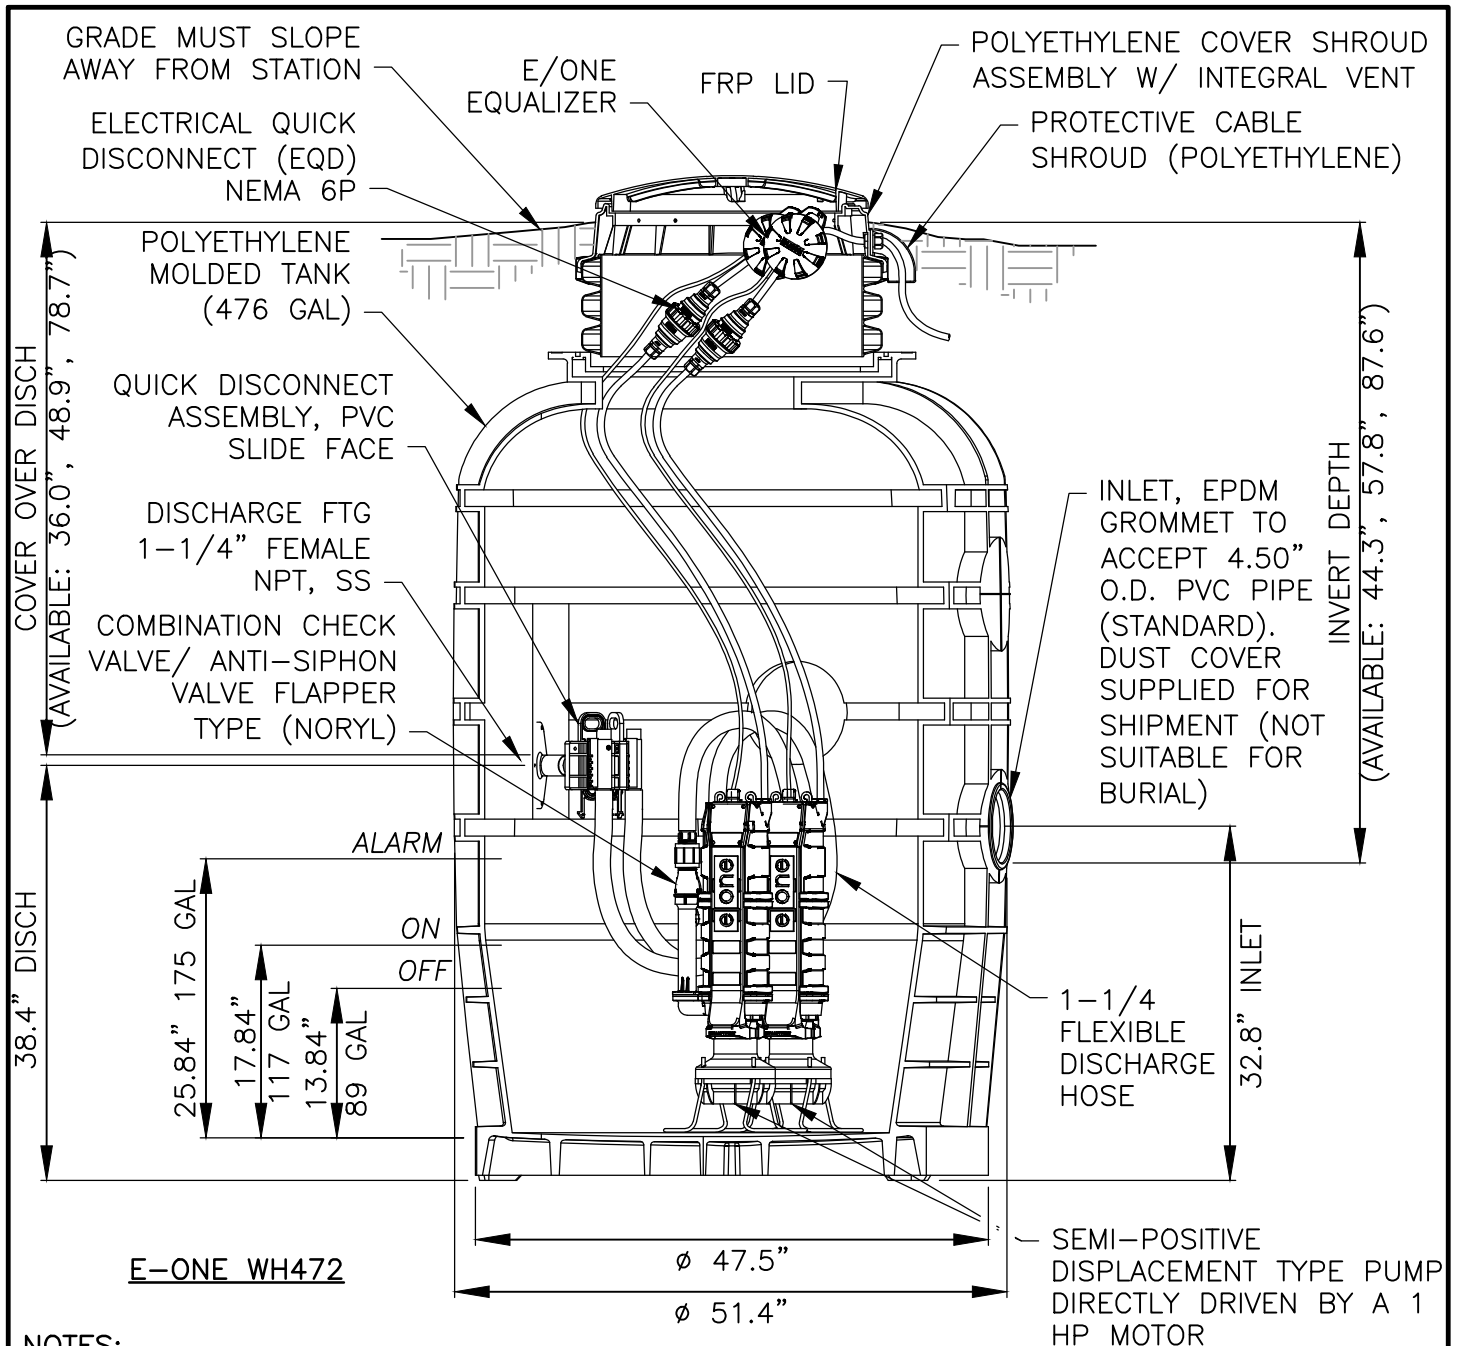 GRADE MUST SLOPE
AWAY FROM STATION
E/ONE
EQUALIZER
FRP LID
POLYETHYLENE COVER SHROUD
ASSEMBLY W/ INTEGRAL VENT
PROTECTIVE CABLE
SHROUD (POLYETHYLENE)
ELECTRICAL QUICK
DISCONNECT (EQD)
NEMA 6P
POLYETHYLENE
MOLDED TANK
(476 GAL)
QUICK DISCONNECT
ASSEMBLY, PVC
SLIDE FACE
DISCHARGE FTG
1-1/4" FEMALE
NPT, SS
COMBINATION CHECK
VALVE/ ANTI-SIPHON
VALVE FLAPPER
TYPE (NORYL)
COVER OVER DISCH
(AVAILABLE: 36.0", 48.9", 78.7")
INVERT DEPTH
(AVAILABLE: 44.3", 57.8", 87.6")
INLET, EPDM
GROMMET TO
ACCEPT 4.50"
O.D. PVC PIPE
(STANDARD).
DUST COVER
SUPPLIED FOR
SHIPMENT (NOT
SUITABLE FOR
BURIAL)
ALARM
ON
OFF
38.4" DISCH
25.84" 175 GAL
17.84"
117 GAL
13.84"
89 GAL
eno
eno
32.8" INLET
1-1/4
FLEXIBLE
DISCHARGE
HOSE
ø 47.5"
ø 51.4"
E-ONE WH472
SEMI-POSITIVE
DISPLACEMENT TYPE PUMP
DIRECTLY DRIVEN BY A 1
HP MOTOR
NOTES: